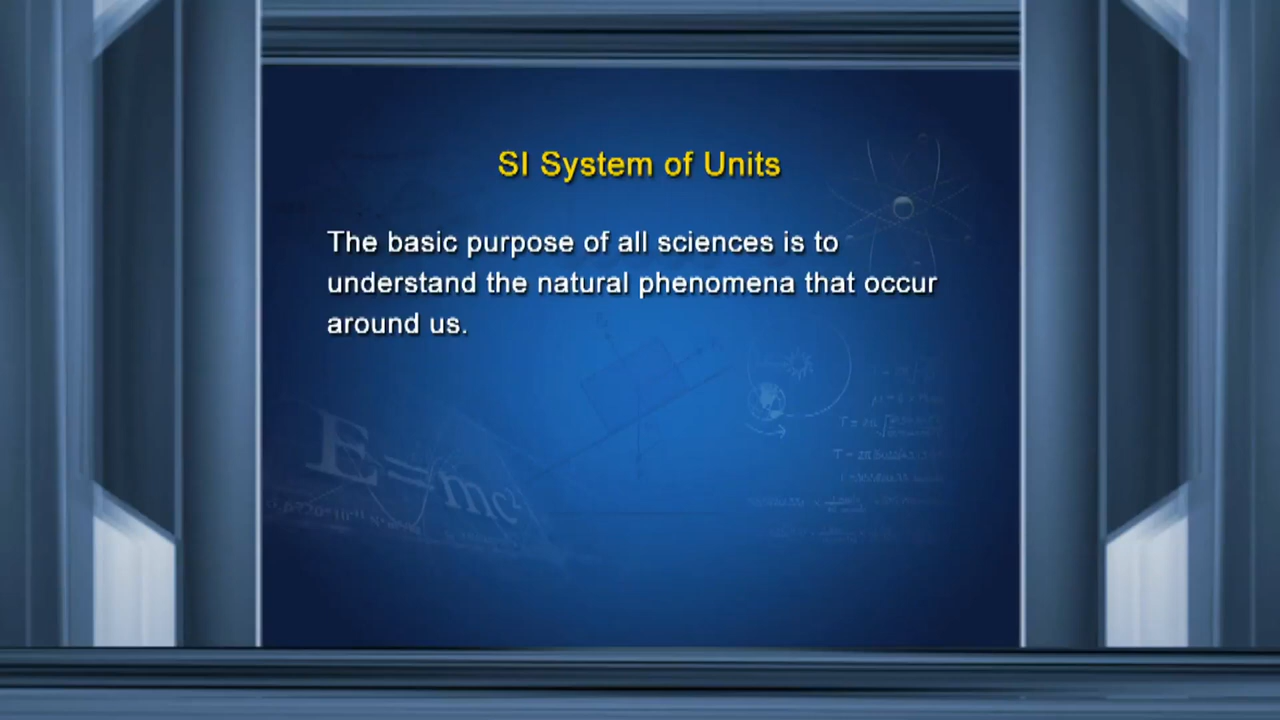 SI System of Units
The basic purpose of all sciences is to
understand the natural phenomena that occur
around us.
E=mc²